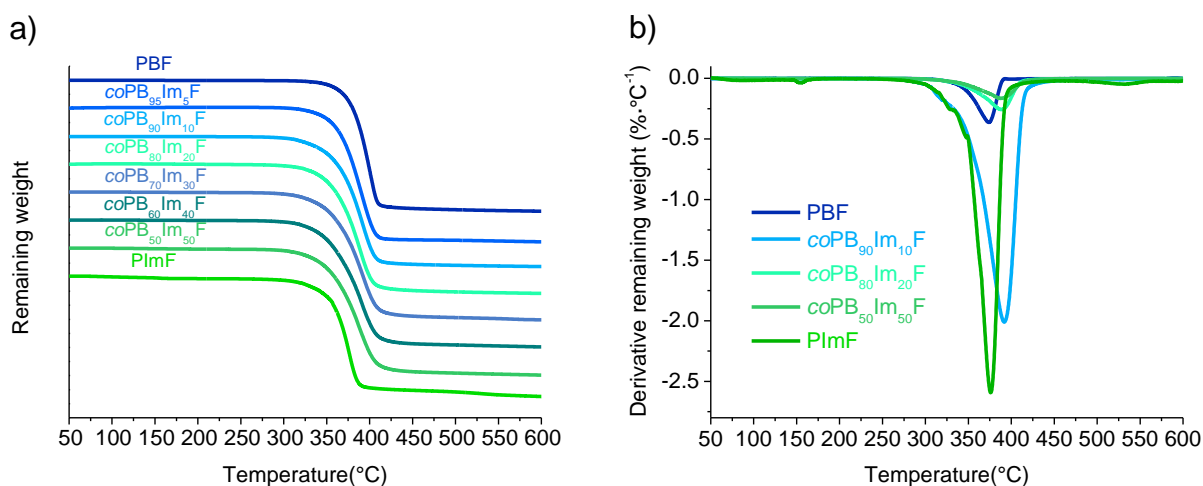 a)
PBF
coPB₉₅Im₅F
coPB₉₀Im₁₀F
coPB₈₀Im₂₀F
coPB₇₀Im₃₀F
coPB₆₀Im₄₀F
coPB₅₀Im₅₀F
PImF
Remaining weight
50 100 150 200 250 300 350 400 450 500 550 600
Temperature(°C)
b)
0.0
-0.5
-1.0
-1.5
-2.0
-2.5
Derivative remaining weight (%·°C⁻¹)
PBF
coPB₉₀Im₁₀F
coPB₈₀Im₂₀F
coPB₅₀Im₅₀F
PImF
50 100 150 200 250 300 350 400 450 500 550 600
Temperature(°C)